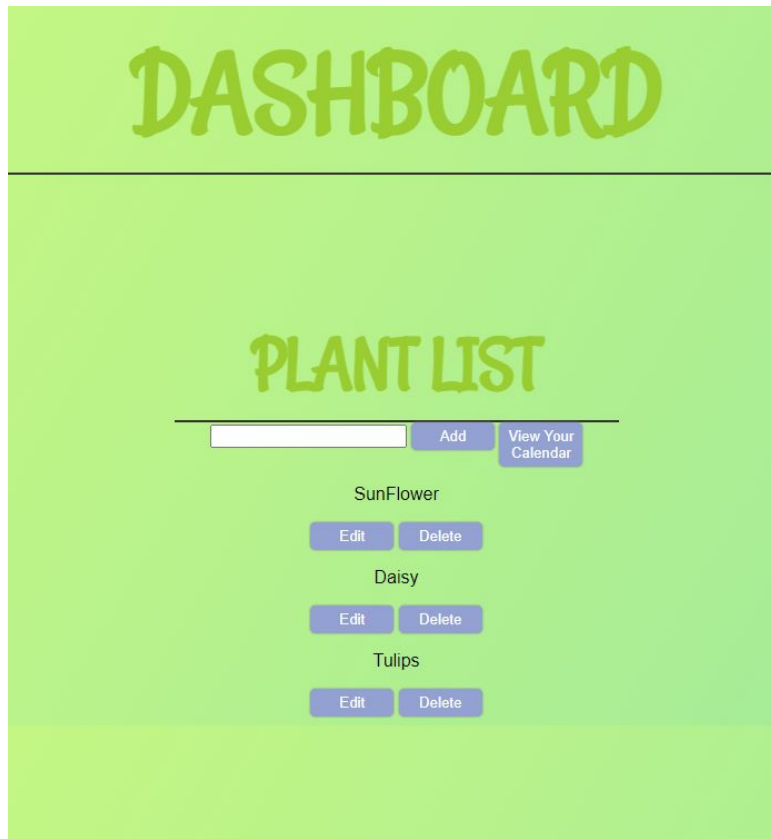 DASHBOARD
PLANT LIST
Add
View Your
Calendar
SunFlower
Edit Delete
Daisy
Edit Delete
Tulips
Edit Delete